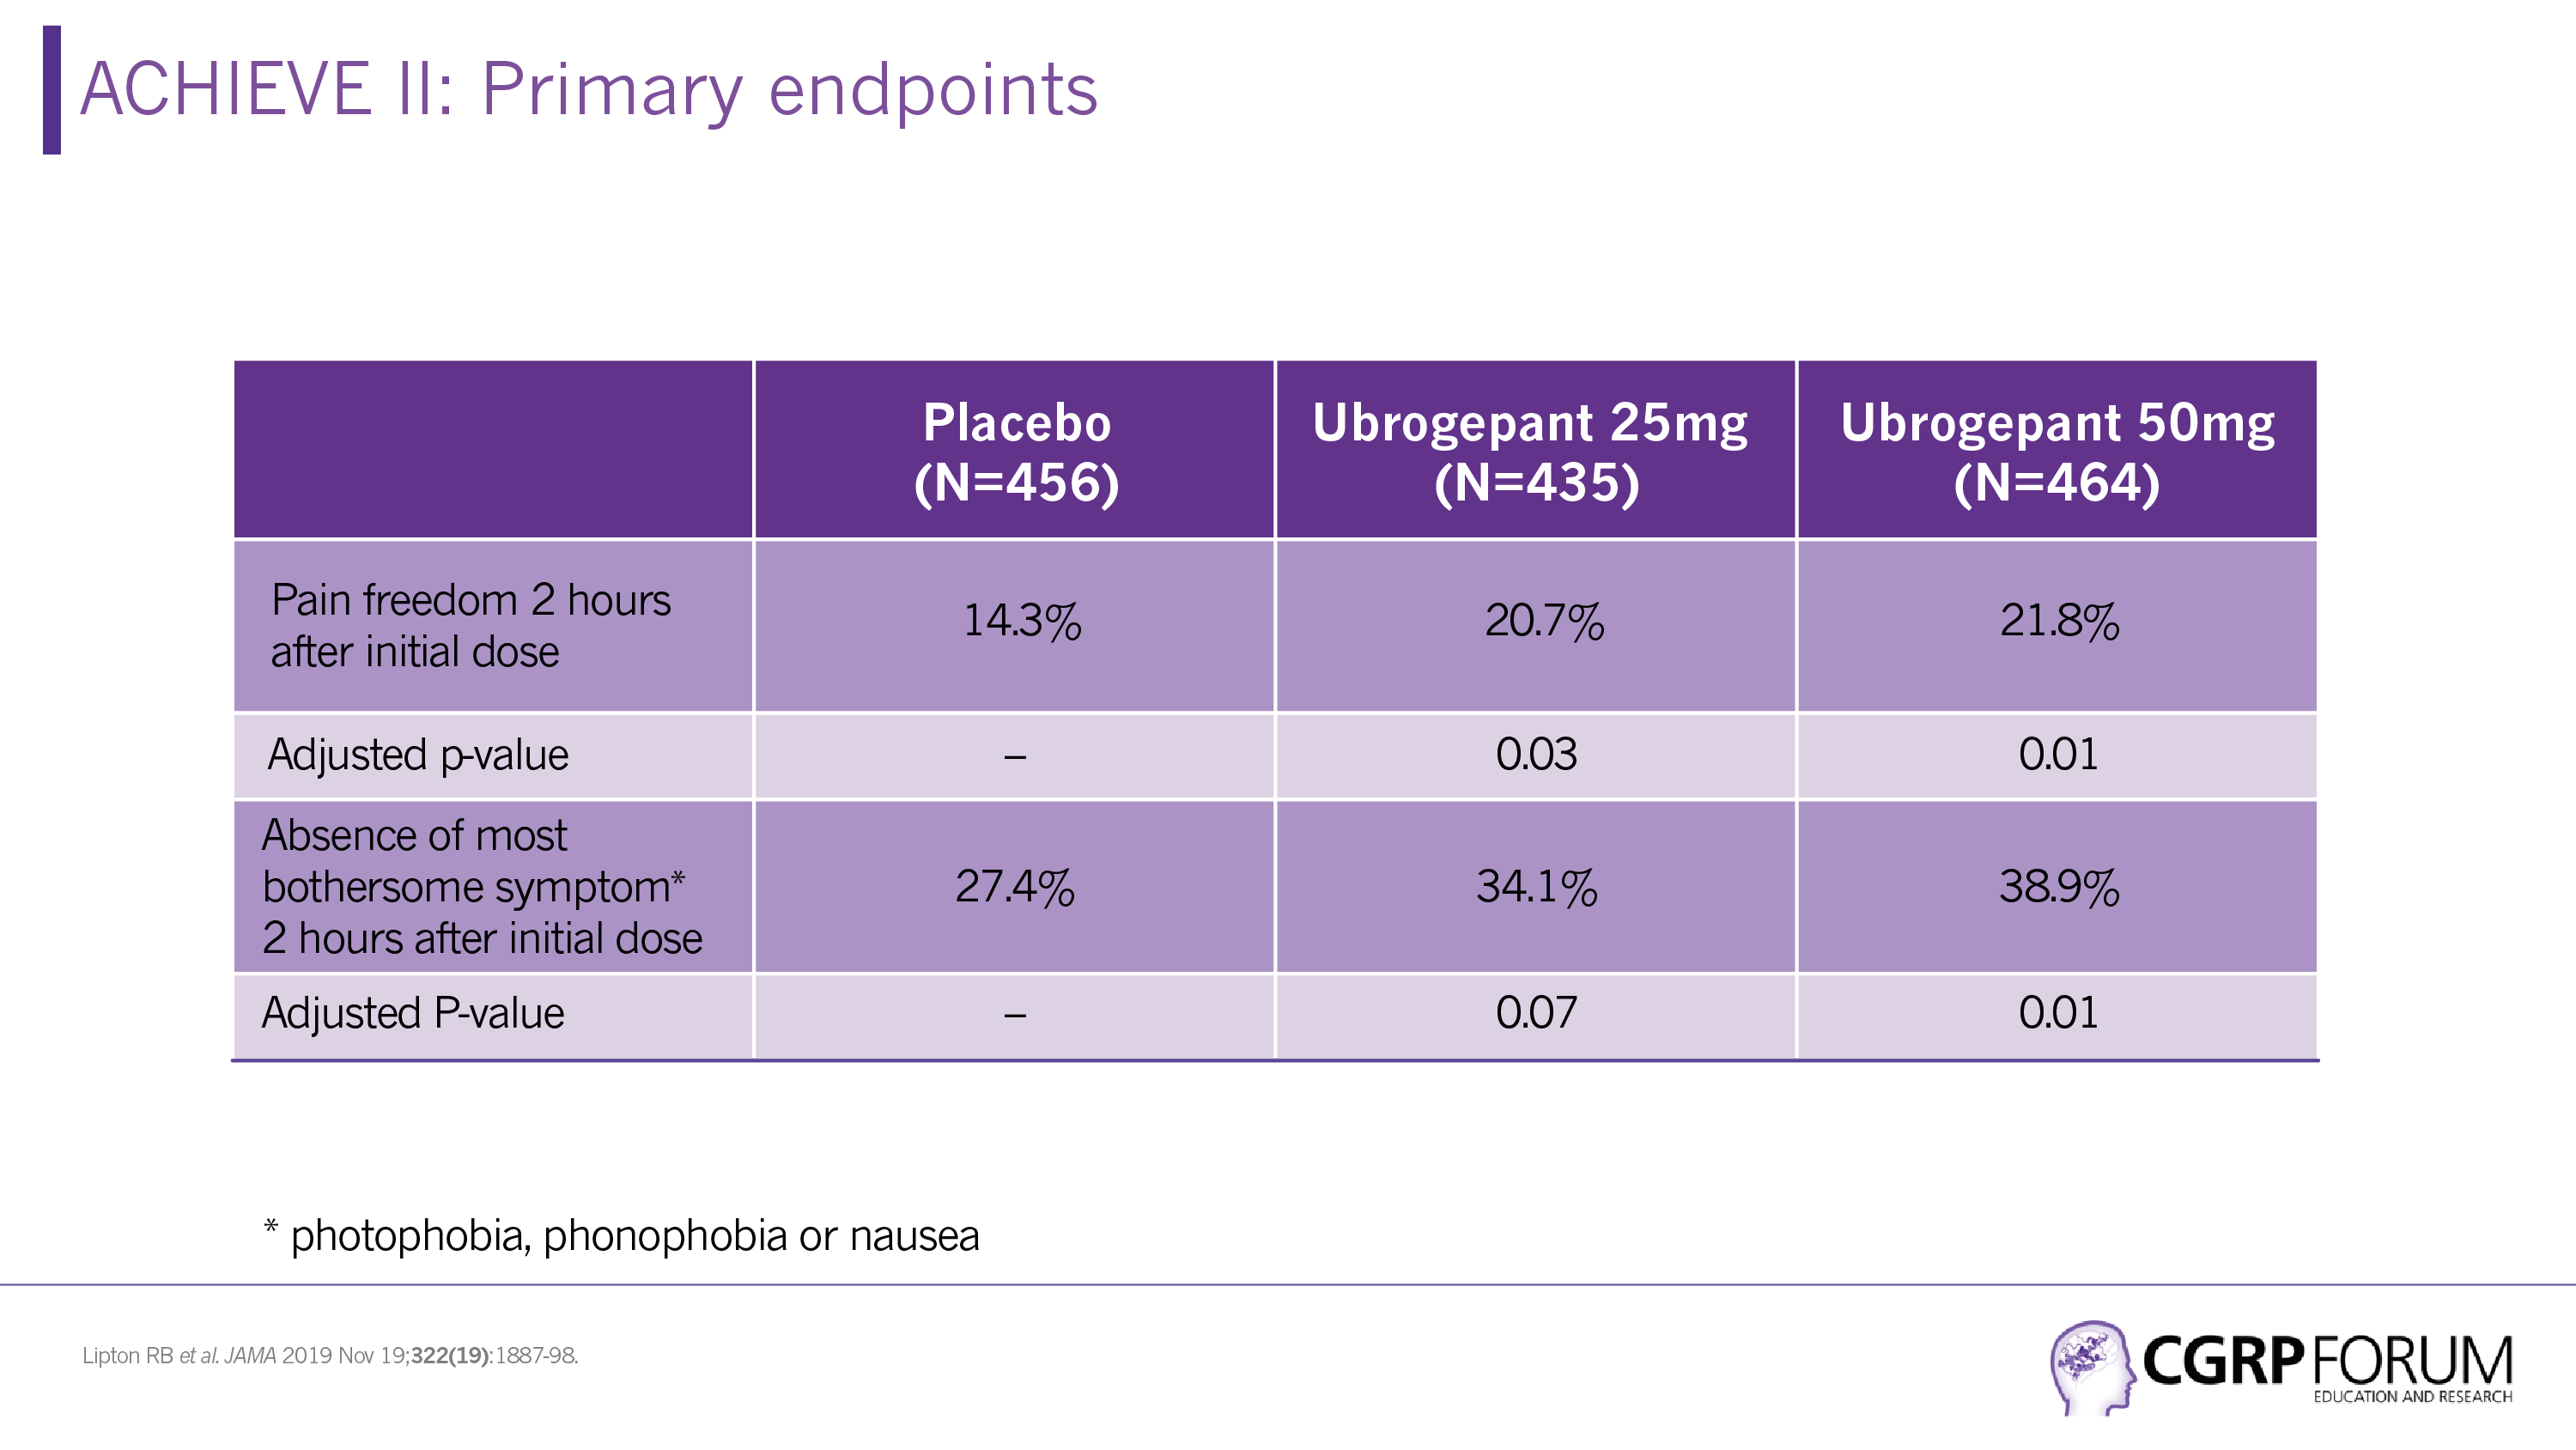 ACHIEVE II: Primary endpoints
Placebo
(N=456)
Ubrogepant 25mg
(N=435)
Ubrogepant 50mg
(N=464)
Pain freedom 2 hours
after initial dose
14.3%
20.7%
21.8%
Adjusted p-value
–
0.03
0.01
Absence of most
bothersome symptom*
2 hours after initial dose
27.4%
34.1%
38.9%
Adjusted P-value
–
0.07
0.01
* photophobia, phonophobia or nausea
Lipton RB et al. JAMA 2019 Nov 19;322(19):1887-98.
CGRP FORUM
EDUCATION AND RESEARCH